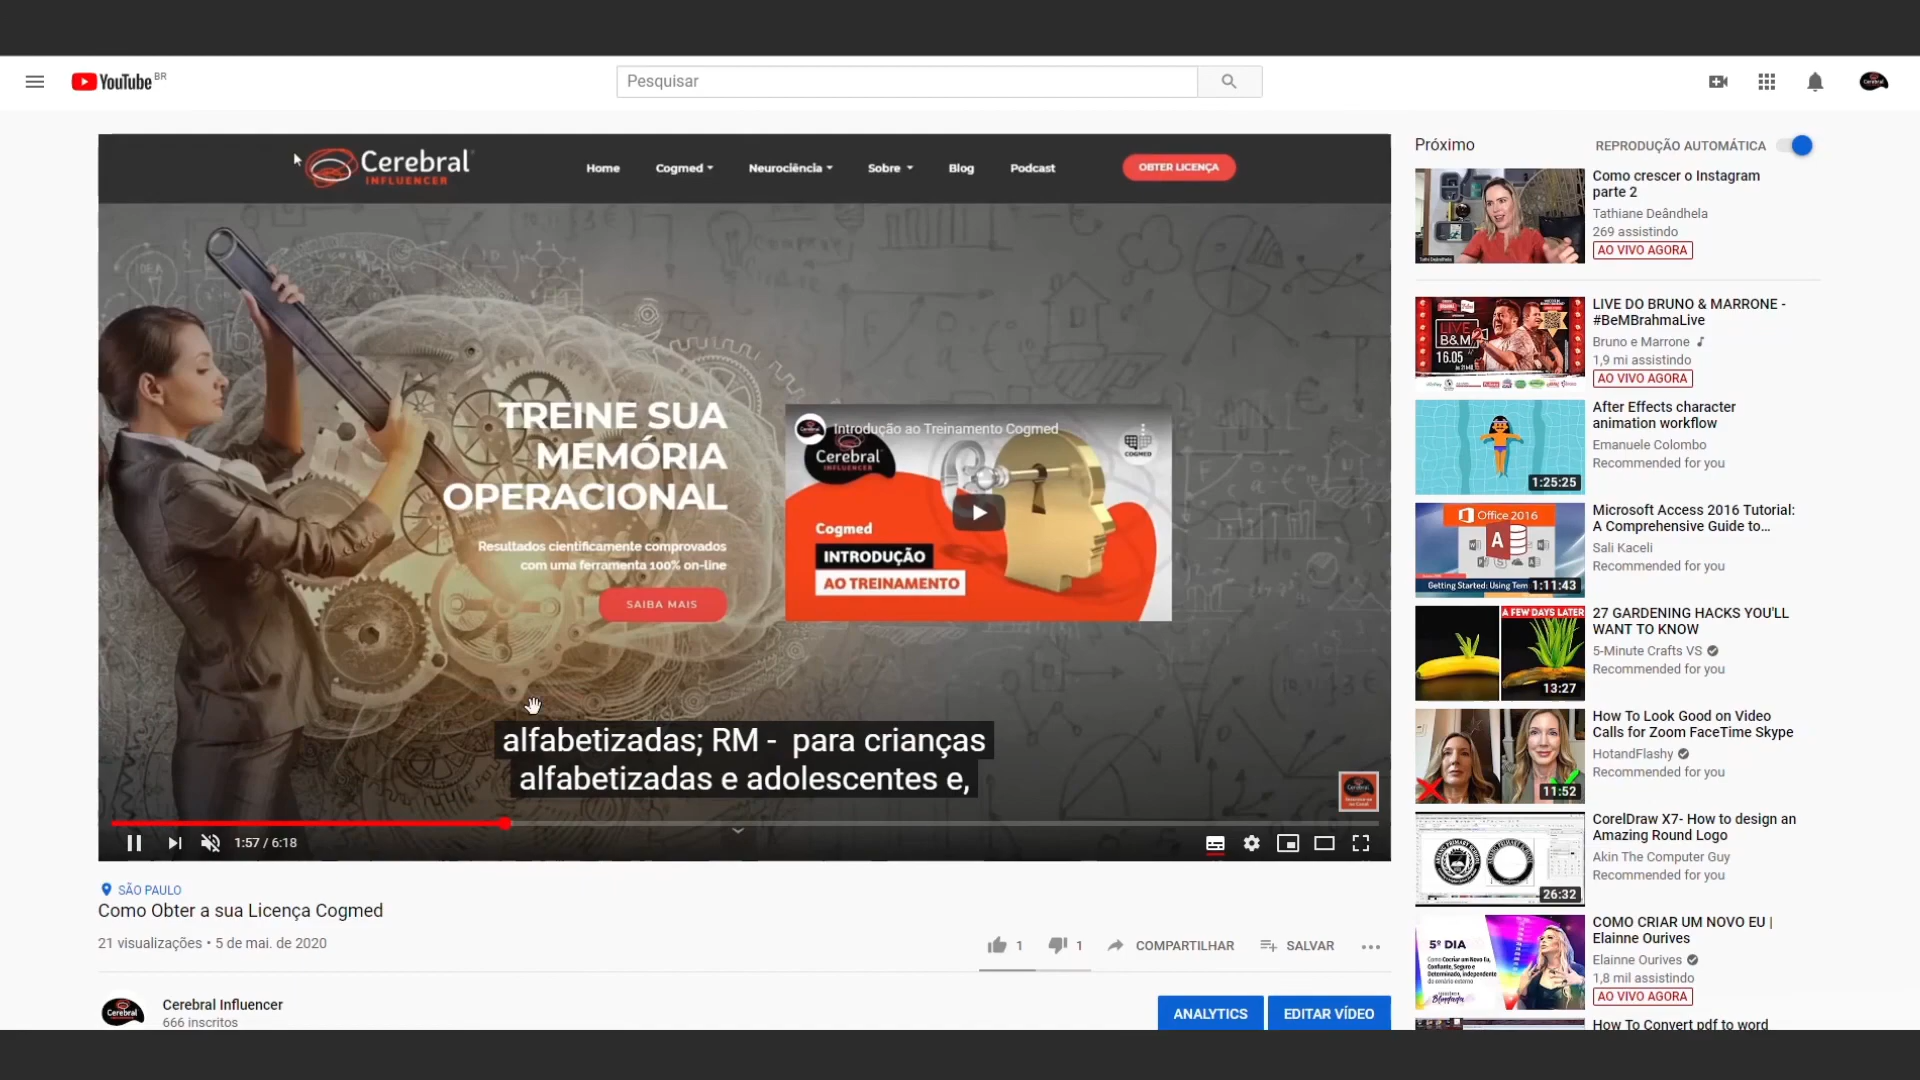 YouTube BR
Pesquisar
Cerebral
INFLUENCER
Home
Cogmed
Neurociência
Sobre
Blog
Podcast
OBTER LICENÇA
TREINE SUA
MEMÓRIA
OPERACIONAL
Resultados cientificamente comprovados
com uma ferramenta 100% on-line
SAIBA MAIS
Introdução ao Treinamento Cogmed
Cerebral
INFLUENCER
COGMED
Cogmed
INTRODUÇÃO
AO TREINAMENTO
alfabetizadas; RM - para crianças
alfabetizadas e adolescentes e,
1:57 / 6:18
SÃO PAULO
Como Obter a sua Licença Cogmed
21 visualizações • 5 de mai. de 2020
1
1
COMPARTILHAR
SALVAR
Cerebral
Cerebral Influencer
666 inscritos
ANALYTICS
EDITAR VÍDEO
Próximo
REPRODUÇÃO AUTOMÁTICA
Como crescer o Instagram
parte 2
Tathiane Deândhela
269 assistindo
AO VIVO AGORA
LIVE
B&M
16.05
LIVE DO BRUNO & MARRONE -
#BeMBrahmaLive
Bruno e Marrone
1,9 mi assistindo
AO VIVO AGORA
1:25:25
After Effects character
animation workflow
Emanuele Colombo
Recommended for you
Office 2016
A
Getting Started: Using Tem
1:11:43
Microsoft Access 2016 Tutorial:
A Comprehensive Guide to...
Sali Kaceli
Recommended for you
A FEW DAYS LATER
13:27
27 GARDENING HACKS YOU'LL
WANT TO KNOW
5-Minute Crafts VS
Recommended for you
11:52
How To Look Good on Video
Calls for Zoom FaceTime Skype
HotandFlashy
Recommended for you
26:32
CorelDraw X7- How to design an
Amazing Round Logo
Akin The Computer Guy
Recommended for you
5º DIA
COMO CRIAR UM NOVO EU |
Elainne Ourives
Elainne Ourives
1,8 mil assistindo
AO VIVO AGORA
How To Convert pdf to word